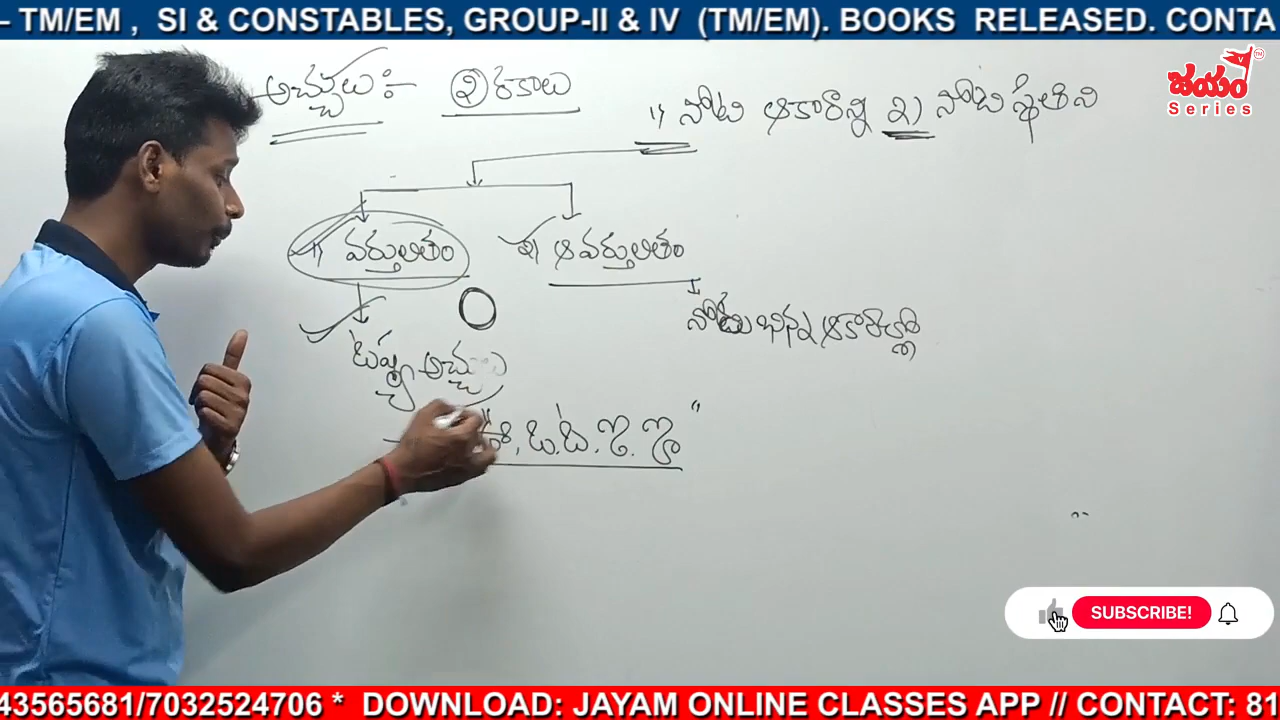 - TM/EM , SI & CONSTABLES, GROUP-II & IV (TM/EM). BOOKS RELEASED. CONTA
జయం
Series
అచ్చులు :- ② రకాలు
1) నోటి ఆకారాన్ని 2) నోటి స్థితిని
1) వర్తులితం
2) అవర్తులితం
నోరు భిన్న ఆకారాల్లో
ఓష్ఠ్య అచ్చులు
ఒ. ఓ.
SUBSCRIBE!
43565681/7032524706 * DOWNLOAD: JAYAM ONLINE CLASSES APP // CONTACT: 81